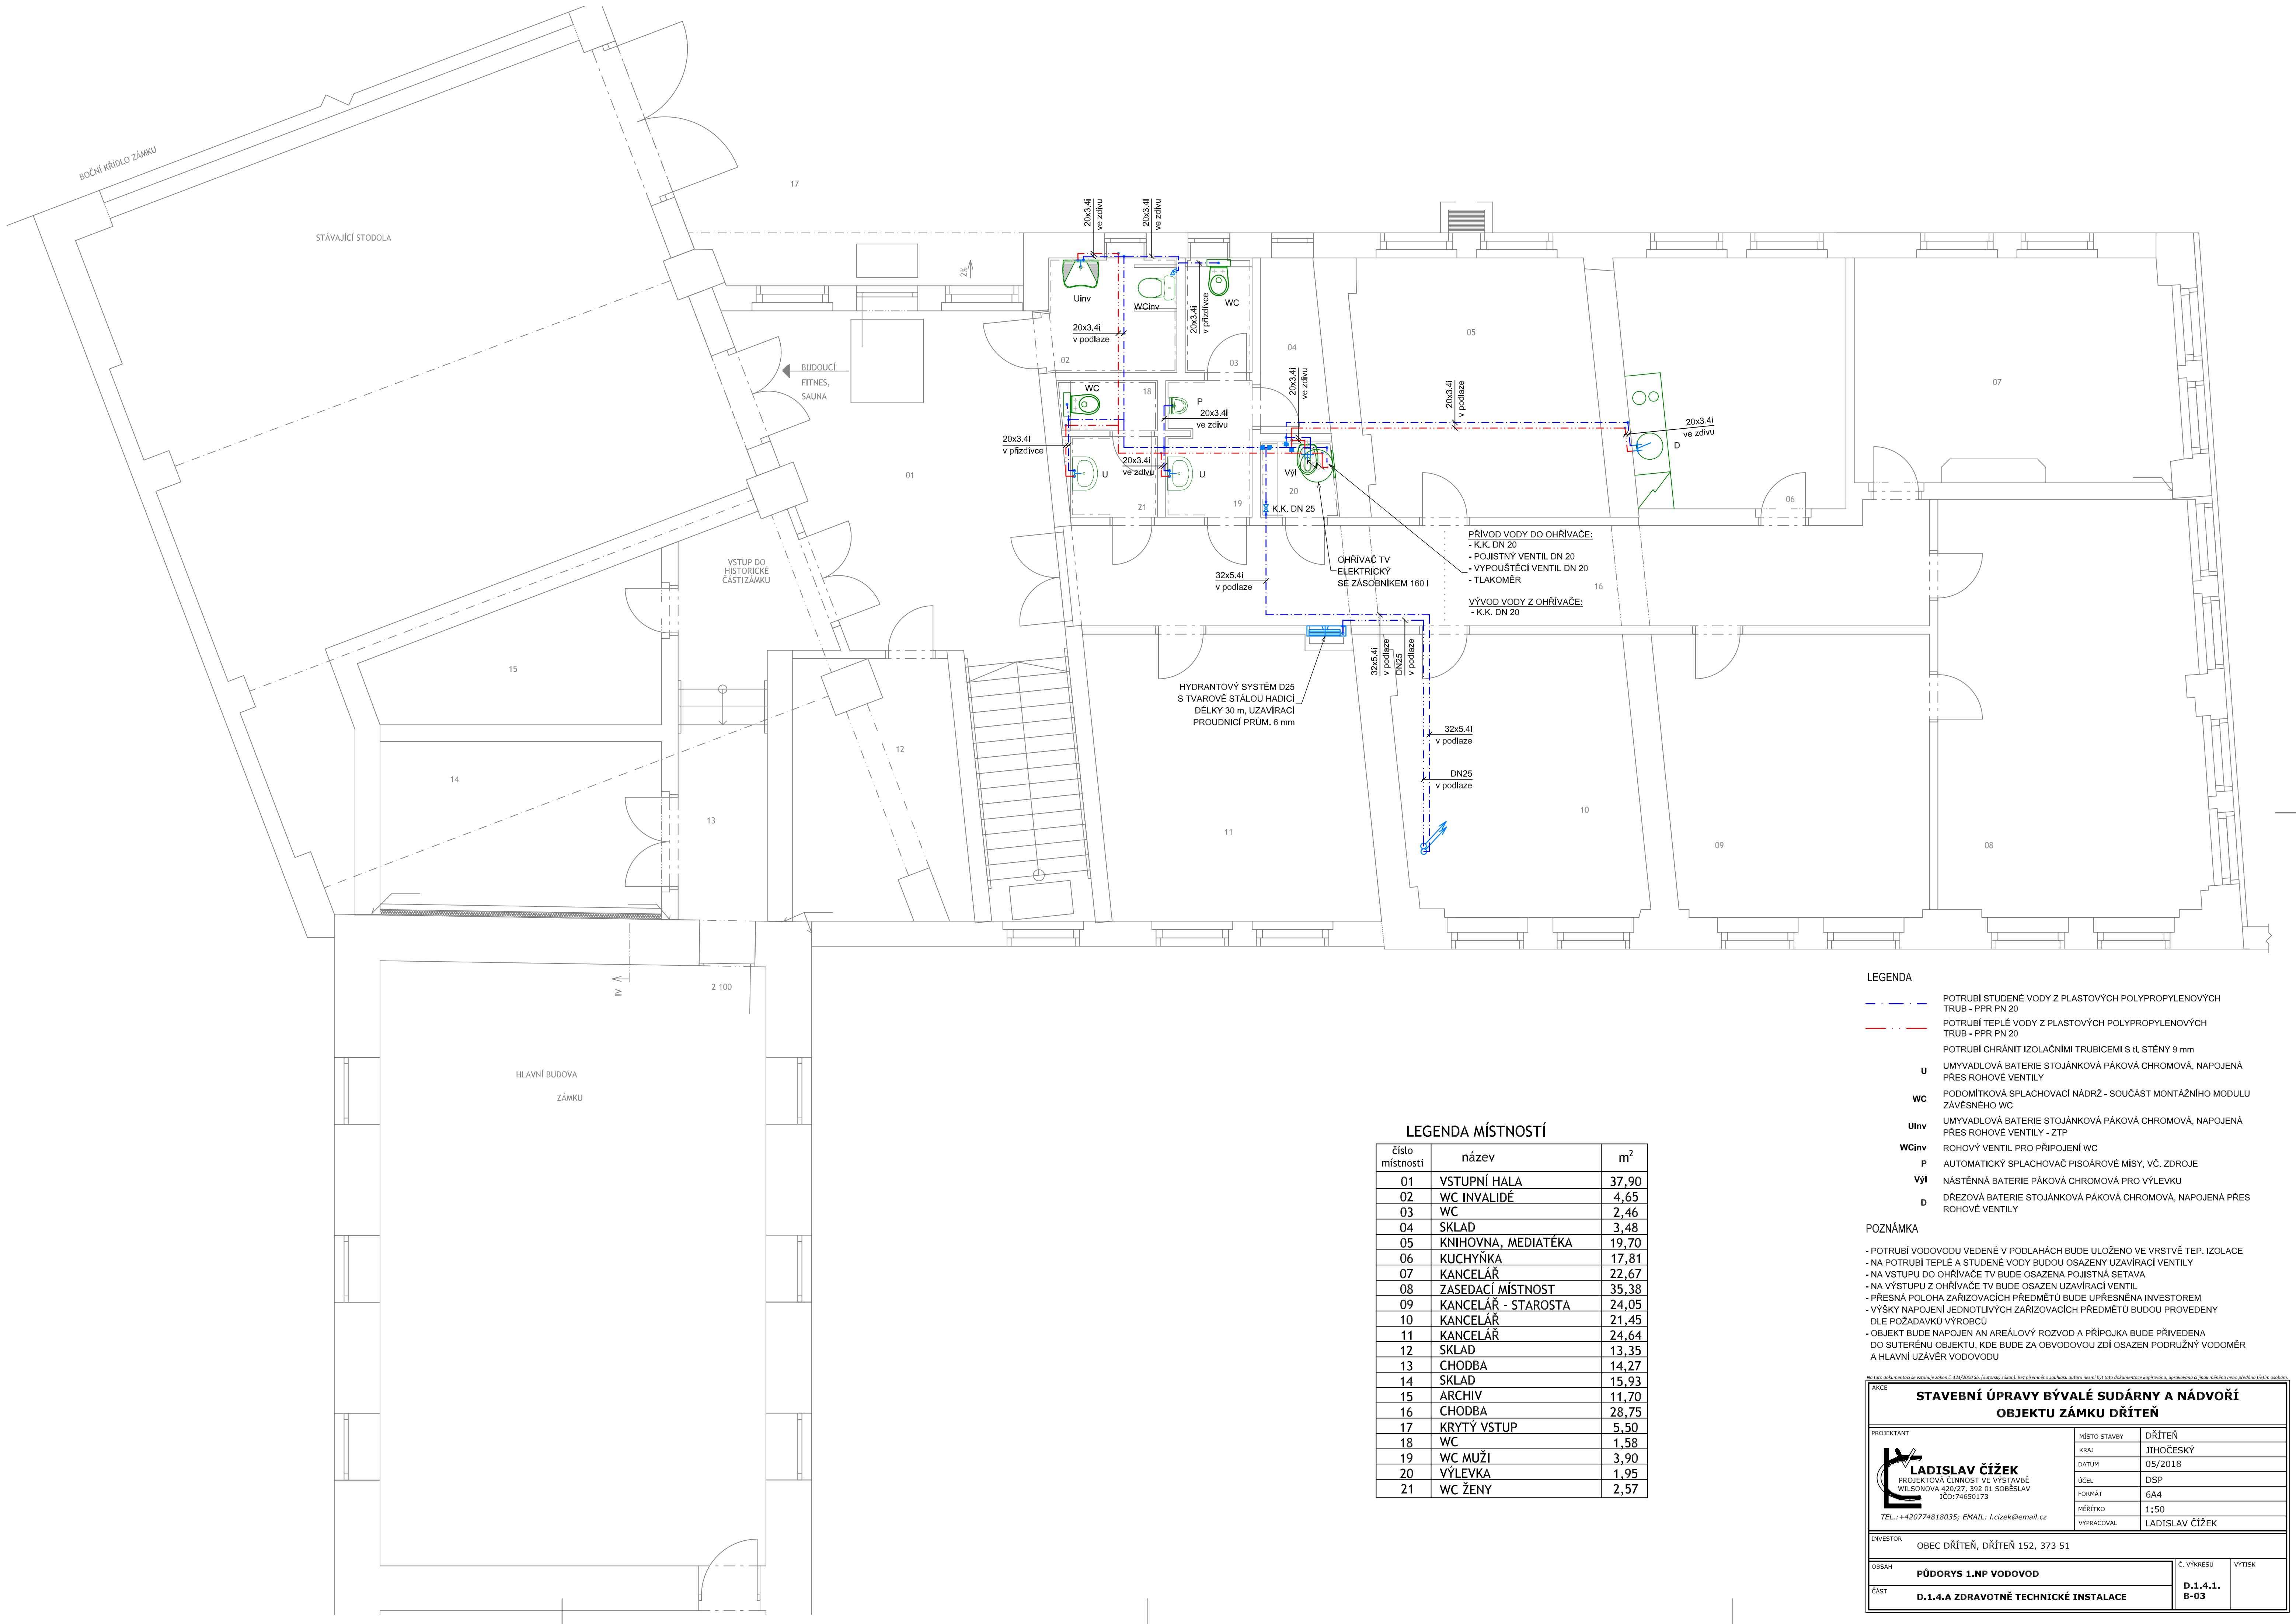 BOČNÍ KŘÍDLO ZÁMKU
STÁVAJÍCÍ STODOLA
17
20x3.4i
ve zdivu
20x3.4i
ve zdivu
Uinv
WCinv
WC
20x3.4i
v přizdívce
20x3.4i
v podlaze
02
03
04
05
07
BUDOUCÍ
FITNES,
SAUNA
WC
18
P
20x3.4i
ve zdivu
20x3.4i
ve zdivu
20x3.4i
v podlaze
20x3.4i
ve zdivu
D
20x3.4i
v přizdívce
20x3.4i
ve zdivu
01
U
U
Výl
20
21
19
K.K. DN 25
06
VSTUP DO
HISTORICKÉ
ČÁSTI ZÁMKU
OHŘÍVAČ TV
ELEKTRICKÝ
SE ZÁSOBNÍKEM 160 l
PŘÍVOD VODY DO OHŘÍVAČE:
- K.K. DN 20
- POJISTNÝ VENTIL DN 20
- VYPOUŠTĚCÍ VENTIL DN 20
- TLAKOMĚR
VÝVOD VODY Z OHŘÍVAČE:
- K.K. DN 20
16
32x5.4i
v podlaze
32x5.4i
v podlaze
DN25
v podlaze
15
HYDRANTOVÝ SYSTÉM D25
S TVAROVĚ STÁLOU HADICÍ
DÉLKY 30 m, UZAVÍRACÍ
PROUDNICÍ PRŮM. 6 mm
32x5.4i
v podlaze
DN25
v podlaze
12
14
13
11
10
09
08
IV
2 100
HLAVNÍ BUDOVA
ZÁMKU
LEGENDA
POTRUBÍ STUDENÉ VODY Z PLASTOVÝCH POLYPROPYLENOVÝCH
TRUB - PPR PN 20
POTRUBÍ TEPLÉ VODY Z PLASTOVÝCH POLYPROPYLENOVÝCH
TRUB - PPR PN 20
POTRUBÍ CHRÁNIT IZOLAČNÍMI TRUBICEMI S tl. STĚNY 9 mm
U UMYVADLOVÁ BATERIE STOJÁNKOVÁ PÁKOVÁ CHROMOVÁ, NAPOJENÁ
PŘES ROHOVÉ VENTILY
WC PODOMÍTKOVÁ SPLACHOVACÍ NÁDRŽ - SOUČÁST MONTÁŽNÍHO MODULU
ZÁVĚSNÉHO WC
Uinv UMYVADLOVÁ BATERIE STOJÁNKOVÁ PÁKOVÁ CHROMOVÁ, NAPOJENÁ
PŘES ROHOVÉ VENTILY - ZTP
WCinv ROHOVÝ VENTIL PRO PŘIPOJENÍ WC
P AUTOMATICKÝ SPLACHOVAČ PISOÁROVÉ MÍSY, VČ. ZDROJE
Výl NÁSTĚNNÁ BATERIE PÁKOVÁ CHROMOVÁ PRO VÝLEVKU
D DŘEZOVÁ BATERIE STOJÁNKOVÁ PÁKOVÁ CHROMOVÁ, NAPOJENÁ PŘES
ROHOVÉ VENTILY
POZNÁMKA
- POTRUBÍ VODOVODU VEDENÉ V PODLAHÁCH BUDE ULOŽENO VE VRSTVĚ TEP. IZOLACE
- NA POTRUBÍ TEPLÉ A STUDENÉ VODY BUDOU OSAZENY UZAVÍRACÍ VENTILY
- NA VSTUPU DO OHŘÍVAČE TV BUDE OSAZENA POJISTNÁ SETAVA
- NA VÝSTUPU Z OHŘÍVAČE TV BUDE OSAZEN UZAVÍRACÍ VENTIL
- PŘESNÁ POLOHA ZAŘIZOVACÍCH PŘEDMĚTŮ BUDE UPŘESNĚNA INVESTOREM
- VÝŠKY NAPOJENÍ JEDNOTLIVÝCH ZAŘIZOVACÍCH PŘEDMĚTŮ BUDOU PROVEDENY
DLE POŽADAVKŮ VÝROBCŮ
- OBJEKT BUDE NAPOJEN AN AREÁLOVÝ ROZVOD A PŘÍPOJKA BUDE PŘIVEDENA
DO SUTERÉNU OBJEKTU, KDE BUDE ZA OBVODOVOU ZDÍ OSAZEN PODRUŽNÝ VODOMĚR
A HLAVNÍ UZÁVĚR VODOVODU
LEGENDA MÍSTNOSTÍ
číslo místnosti název m²
01 VSTUPNÍ HALA 37,90
02 WC INVALIDÉ 4,65
03 WC 2,46
04 SKLAD 3,48
05 KNIHOVNA, MEDIATÉKA 19,70
06 KUCHYŇKA 17,81
07 KANCELÁŘ 22,67
08 ZASEDACÍ MÍSTNOST 35,38
09 KANCELÁŘ - STAROSTA 24,05
10 KANCELÁŘ 21,45
11 KANCELÁŘ 24,64
12 SKLAD 13,35
13 CHODBA 14,27
14 SKLAD 15,93
15 ARCHIV 11,70
16 CHODBA 28,75
17 KRYTÝ VSTUP 5,50
18 WC 1,58
19 WC MUŽI 3,90
20 VÝLEVKA 1,95
21 WC ŽENY 2,57
AKCE
STAVEBNÍ ÚPRAVY BÝVALÉ SUDÁRNY A NÁDVOŘÍ
OBJEKTU ZÁMKU DŘÍTEŇ
PROJEKTANT
LADISLAV ČÍŽEK
PROJEKTOVÁ ČINNOST VE VÝSTAVBĚ
WILSONOVA 420/27, 392 01 SOBĚSLAV
IČO:74650173
TEL.:+420774818035; EMAIL: l.cizek@email.cz
MÍSTO STAVBY DŘÍTEŇ
KRAJ JIHOČESKÝ
DATUM 05/2018
ÚČEL DSP
FORMÁT 6A4
MĚŘÍTKO 1:50
VYPRACOVAL LADISLAV ČÍŽEK
INVESTOR
OBEC DŘÍTEŇ, DŘÍTEŇ 152, 373 51
OBSAH
PŮDORYS 1.NP VODOVOD
Č. VÝKRESU VÝTISK
D.1.4.1.
B-03
ČÁST
D.1.4.A ZDRAVOTNĚ TECHNICKÉ INSTALACE